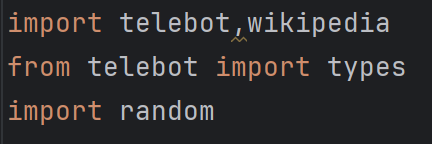 import telebot,wikipedia
from telebot import types
import random